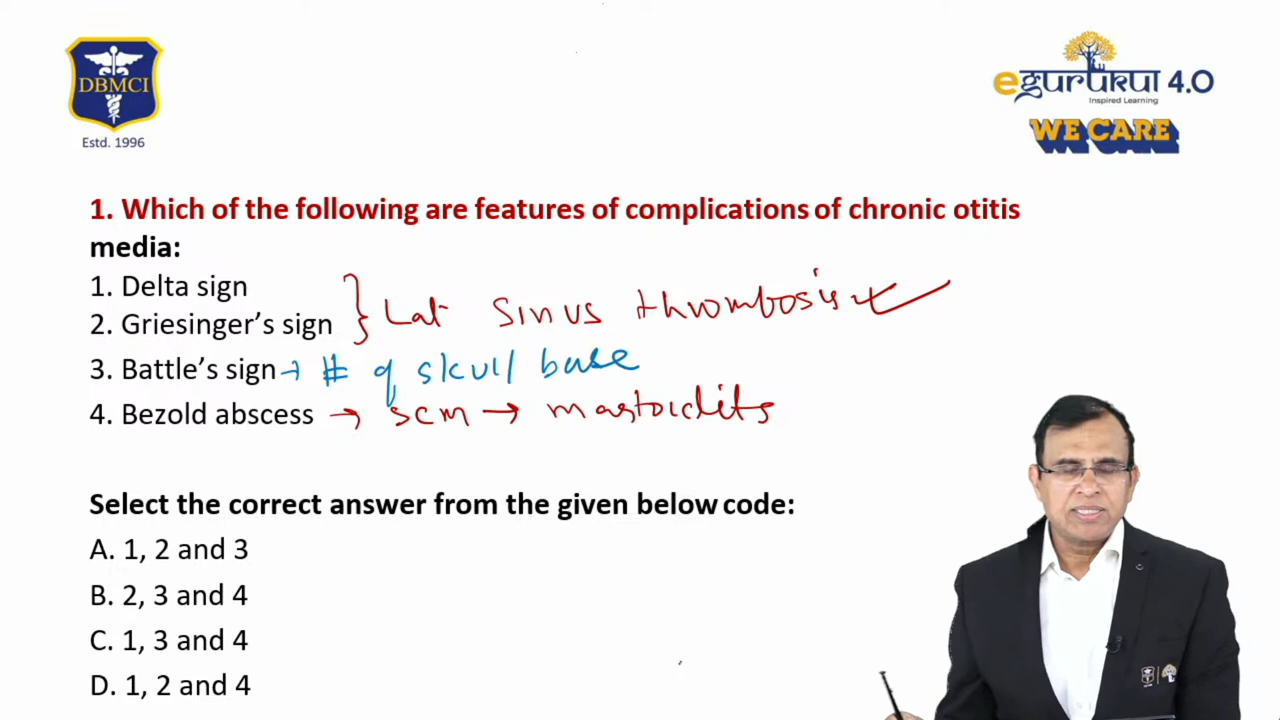 DBMCI
Estd. 1996
eGurukul 4.0
Inspired Learning
WE CARE
1. Which of the following are features of complications of chronic otitis
media:
1. Delta sign
2. Griesinger's sign } Lat sinus thrombosis
3. Battle's sign → # of skull base
4. Bezold abscess → scm → mastoidits
Select the correct answer from the given below code:
A. 1, 2 and 3
B. 2, 3 and 4
C. 1, 3 and 4
D. 1, 2 and 4